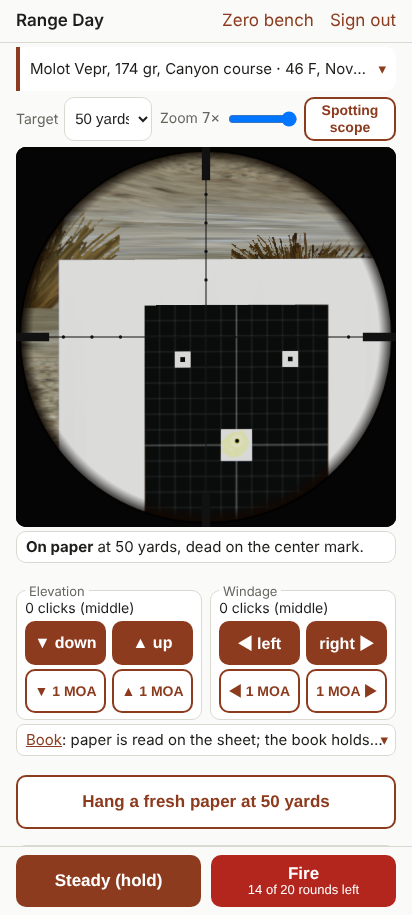 Range Day Zero bench Sign out
Molot Vepr, 174 gr, Canyon course · 46 F, Nov... ▼
Target 50 yards Zoom 7× Spotting scope
On paper at 50 yards, dead on the center mark.
Elevation
0 clicks (middle)
▼ down ▲ up
▼ 1 MOA ▲ 1 MOA
Windage
0 clicks (middle)
◀ left right ▶
◀ 1 MOA 1 MOA ▶
Book: paper is read on the sheet; the book holds... ▼
Hang a fresh paper at 50 yards
Steady (hold)
Fire
14 of 20 rounds left